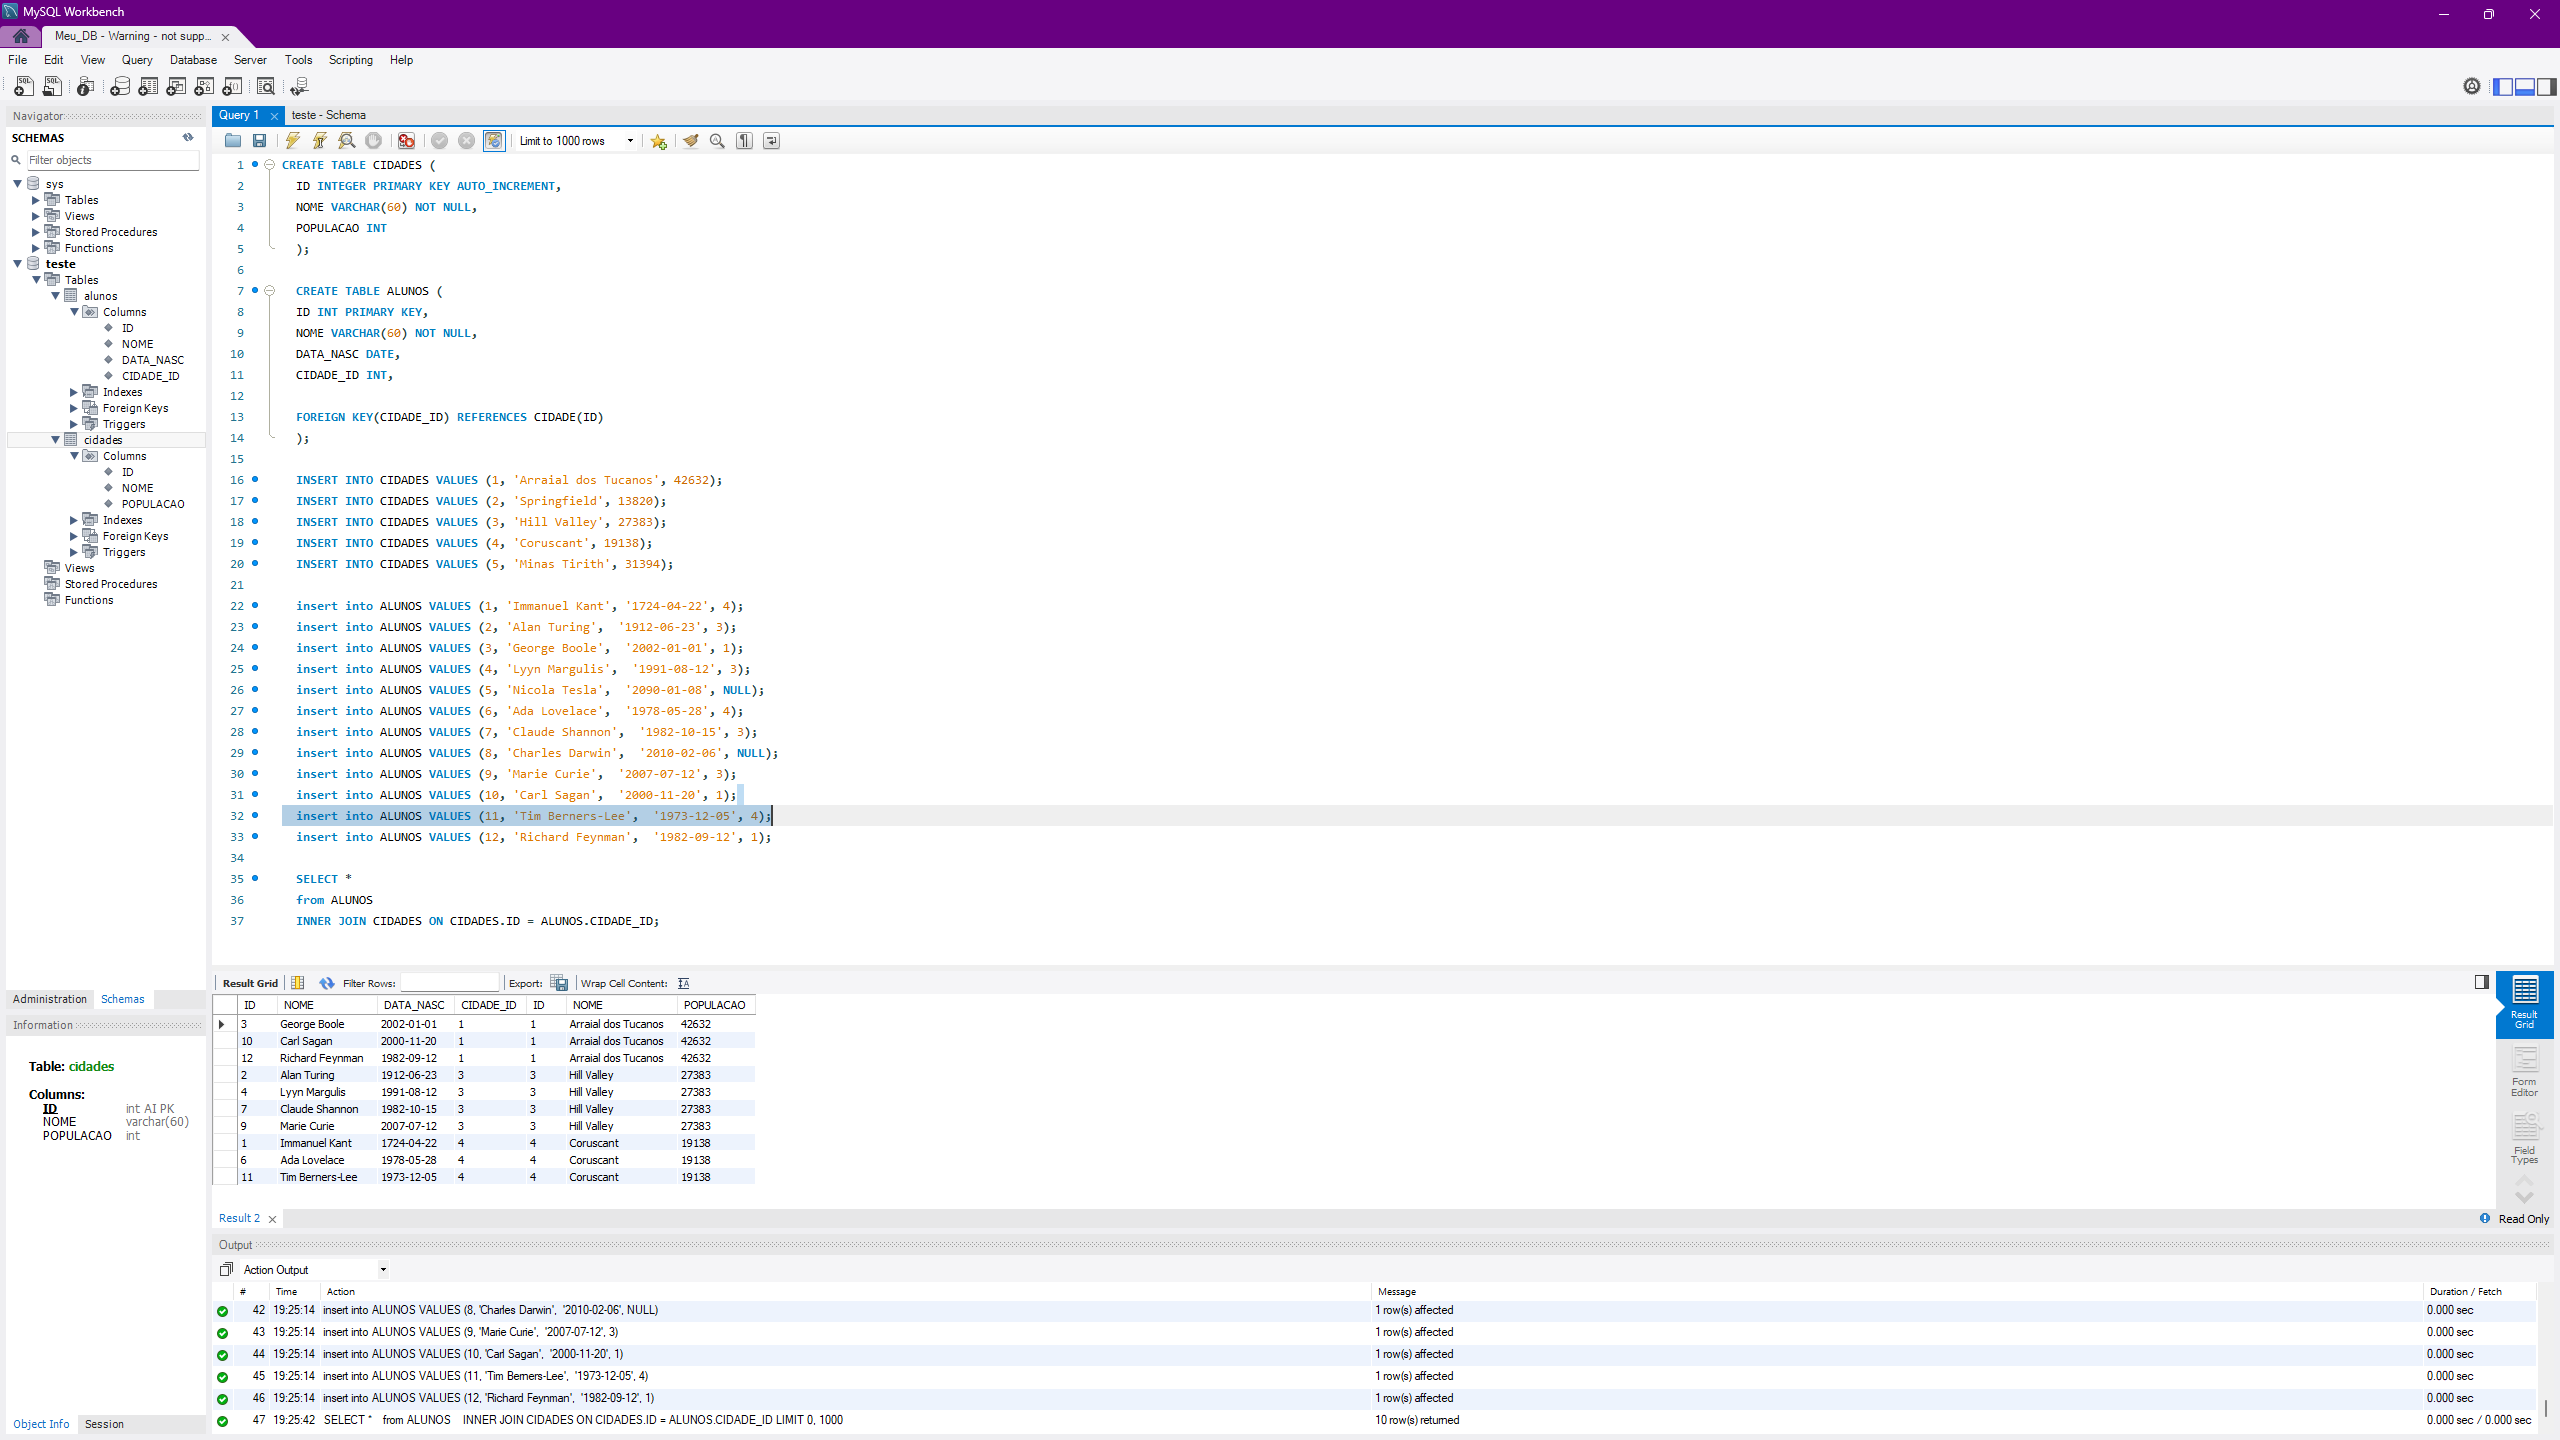 MySQL Workbench
Meu_DB - Warning - not supp...
File Edit View Query Database Server Tools Scripting Help
Navigator
SCHEMAS
Filter objects
sys
Tables
Views
Stored Procedures
Functions
teste
Tables
alunos
Columns
ID
NOME
DATA_NASC
CIDADE_ID
Indexes
Foreign Keys
Triggers
cidades
Columns
ID
NOME
POPULACAO
Indexes
Foreign Keys
Triggers
Views
Stored Procedures
Functions
Administration Schemas
Information
Table: cidades
Columns:
ID int AI PK
NOME varchar(60)
POPULACAO int
Object Info Session
Query 1 teste - Schema
Limit to 1000 rows
1 CREATE TABLE CIDADES (
2 ID INTEGER PRIMARY KEY AUTO_INCREMENT,
3 NOME VARCHAR(60) NOT NULL,
4 POPULACAO INT
5 );
6
7 CREATE TABLE ALUNOS (
8 ID INT PRIMARY KEY,
9 NOME VARCHAR(60) NOT NULL,
10 DATA_NASC DATE,
11 CIDADE_ID INT,
12
13 FOREIGN KEY(CIDADE_ID) REFERENCES CIDADE(ID)
14 );
15
16 INSERT INTO CIDADES VALUES (1, 'Arraial dos Tucanos', 42632);
17 INSERT INTO CIDADES VALUES (2, 'Springfield', 13820);
18 INSERT INTO CIDADES VALUES (3, 'Hill Valley', 27383);
19 INSERT INTO CIDADES VALUES (4, 'Coruscant', 19138);
20 INSERT INTO CIDADES VALUES (5, 'Minas Tirith', 31394);
21
22 insert into ALUNOS VALUES (1, 'Immanuel Kant', '1724-04-22', 4);
23 insert into ALUNOS VALUES (2, 'Alan Turing', '1912-06-23', 3);
24 insert into ALUNOS VALUES (3, 'George Boole', '2002-01-01', 1);
25 insert into ALUNOS VALUES (4, 'Lyyn Margulis', '1991-08-12', 3);
26 insert into ALUNOS VALUES (5, 'Nicola Tesla', '2090-01-08', NULL);
27 insert into ALUNOS VALUES (6, 'Ada Lovelace', '1978-05-28', 4);
28 insert into ALUNOS VALUES (7, 'Claude Shannon', '1982-10-15', 3);
29 insert into ALUNOS VALUES (8, 'Charles Darwin', '2010-02-06', NULL);
30 insert into ALUNOS VALUES (9, 'Marie Curie', '2007-07-12', 3);
31 insert into ALUNOS VALUES (10, 'Carl Sagan', '2000-11-20', 1);
32 insert into ALUNOS VALUES (11, 'Tim Berners-Lee', '1973-12-05', 4);
33 insert into ALUNOS VALUES (12, 'Richard Feynman', '1982-09-12', 1);
34
35 SELECT *
36 from ALUNOS
37 INNER JOIN CIDADES ON CIDADES.ID = ALUNOS.CIDADE_ID;
Result Grid Filter Rows: Export: Wrap Cell Content:
ID NOME DATA_NASC CIDADE_ID ID NOME POPULACAO
3 George Boole 2002-01-01 1 1 Arraial dos Tucanos 42632
10 Carl Sagan 2000-11-20 1 1 Arraial dos Tucanos 42632
12 Richard Feynman 1982-09-12 1 1 Arraial dos Tucanos 42632
2 Alan Turing 1912-06-23 3 3 Hill Valley 27383
4 Lyyn Margulis 1991-08-12 3 3 Hill Valley 27383
7 Claude Shannon 1982-10-15 3 3 Hill Valley 27383
9 Marie Curie 2007-07-12 3 3 Hill Valley 27383
1 Immanuel Kant 1724-04-22 4 4 Coruscant 19138
6 Ada Lovelace 1978-05-28 4 4 Coruscant 19138
11 Tim Berners-Lee 1973-12-05 4 4 Coruscant 19138
Result
Grid
Form
Editor
Field
Types
Result 2 Read Only
Output
Action Output
# Time Action Message Duration / Fetch
42 19:25:14 insert into ALUNOS VALUES (8, 'Charles Darwin', '2010-02-06', NULL) 1 row(s) affected 0.000 sec
43 19:25:14 insert into ALUNOS VALUES (9, 'Marie Curie', '2007-07-12', 3) 1 row(s) affected 0.000 sec
44 19:25:14 insert into ALUNOS VALUES (10, 'Carl Sagan', '2000-11-20', 1) 1 row(s) affected 0.000 sec
45 19:25:14 insert into ALUNOS VALUES (11, 'Tim Berners-Lee', '1973-12-05', 4) 1 row(s) affected 0.000 sec
46 19:25:14 insert into ALUNOS VALUES (12, 'Richard Feynman', '1982-09-12', 1) 1 row(s) affected 0.000 sec
47 19:25:42 SELECT * from ALUNOS INNER JOIN CIDADES ON CIDADES.ID = ALUNOS.CIDADE_ID LIMIT 0, 1000 10 row(s) returned 0.000 sec / 0.000 sec